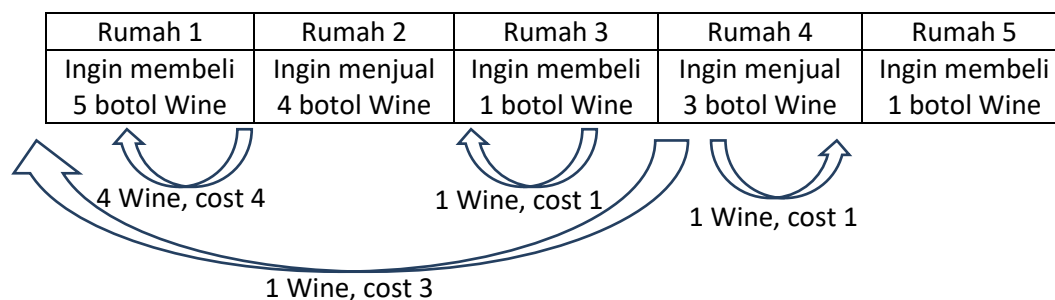 Rumah 1 Rumah 2 Rumah 3 Rumah 4 Rumah 5
Ingin membeli Ingin menjual Ingin membeli Ingin menjual Ingin membeli
5 botol Wine 4 botol Wine 1 botol Wine 3 botol Wine 1 botol Wine
4 Wine, cost 4 1 Wine, cost 1 1 Wine, cost 1
1 Wine, cost 3